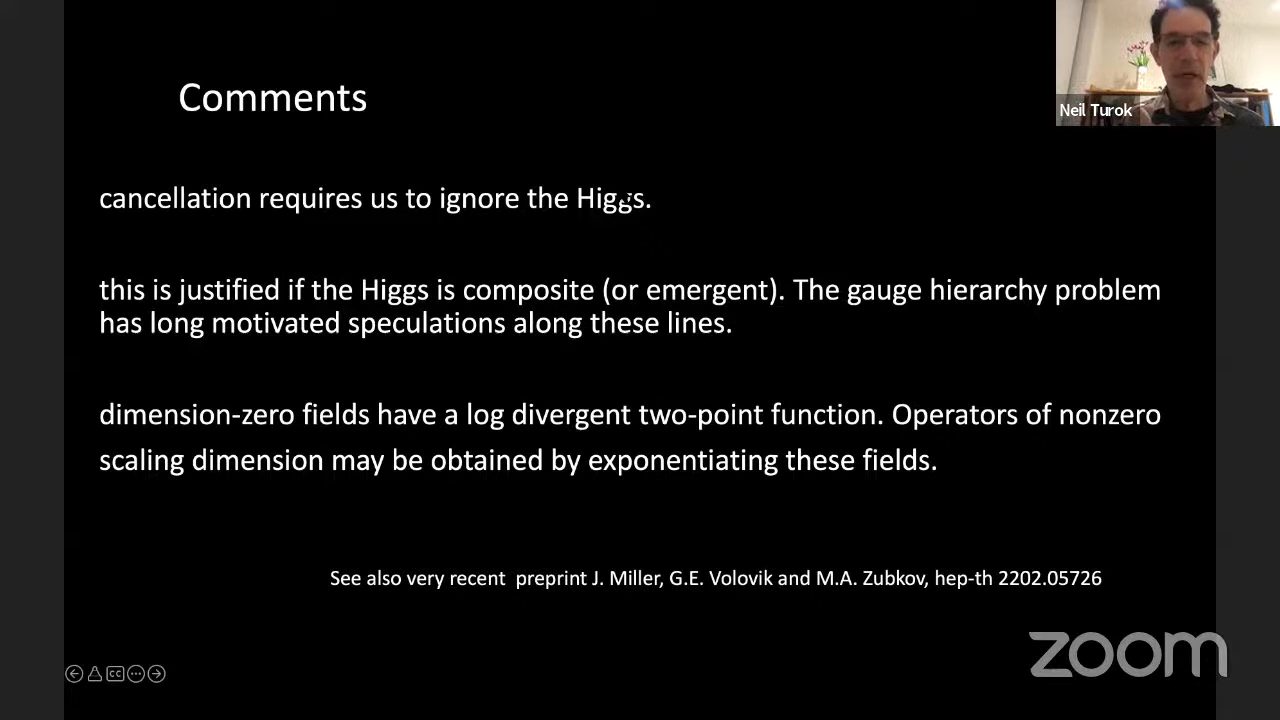 Comments
Neil Turok
cancellation requires us to ignore the Higgs.
this is justified if the Higgs is composite (or emergent). The gauge hierarchy problem
has long motivated speculations along these lines.
dimension-zero fields have a log divergent two-point function. Operators of nonzero
scaling dimension may be obtained by exponentiating these fields.
See also very recent preprint J. Miller, G.E. Volovik and M.A. Zubkov, hep-th 2202.05726
zoom
CC